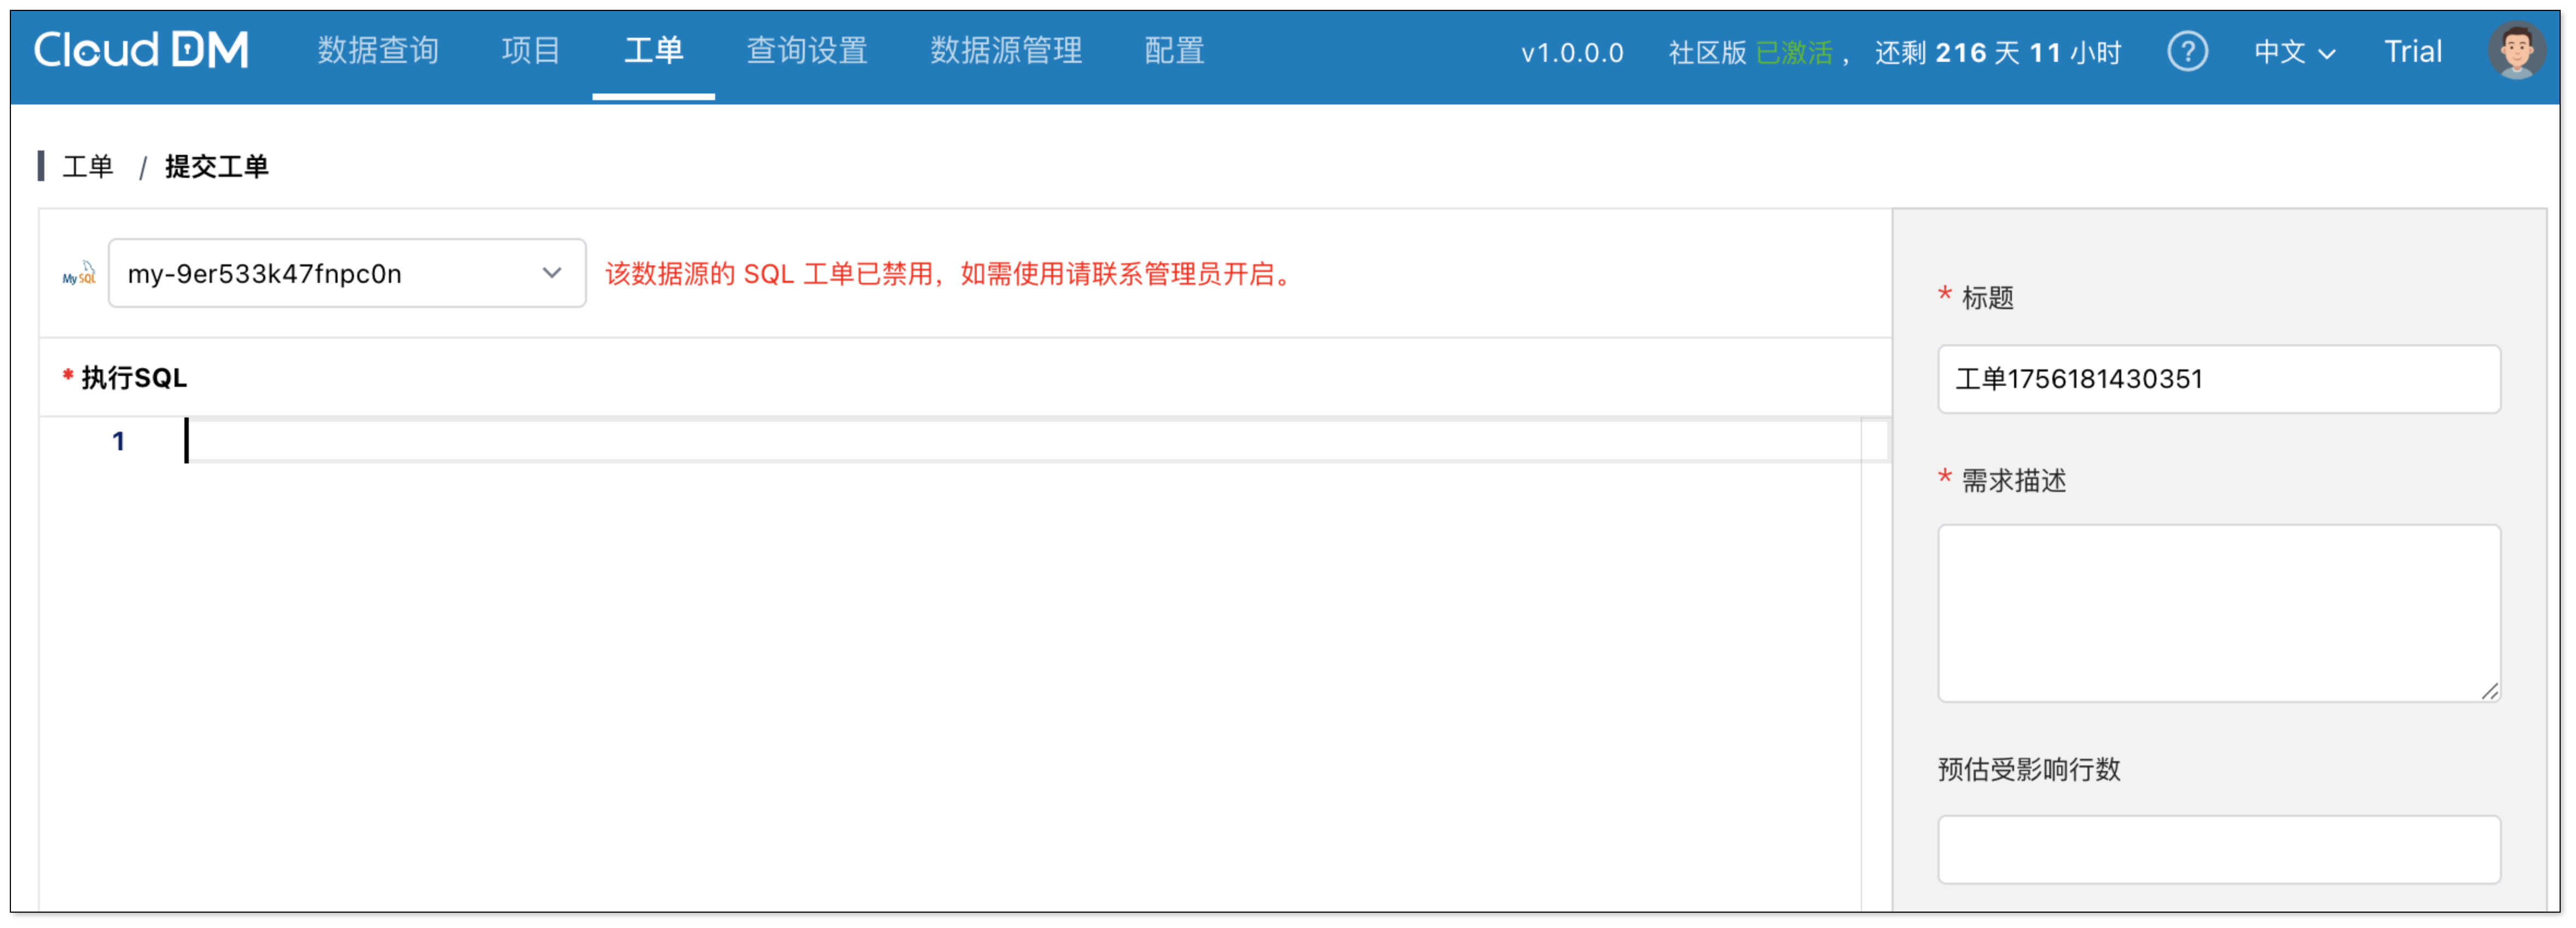 Cloud DM 数据查询 项目 工单 查询设置 数据源管理 配置 v1.0.0.0 社区版 已激活， 还剩 216 天 11 小时 ? 中文 Trial
工单 / 提交工单
MySQL my-9er533k47fnpc0n 该数据源的 SQL 工单已禁用，如需使用请联系管理员开启。
* 标题
* 执行SQL
工单1756181430351
1
* 需求描述
预估受影响行数